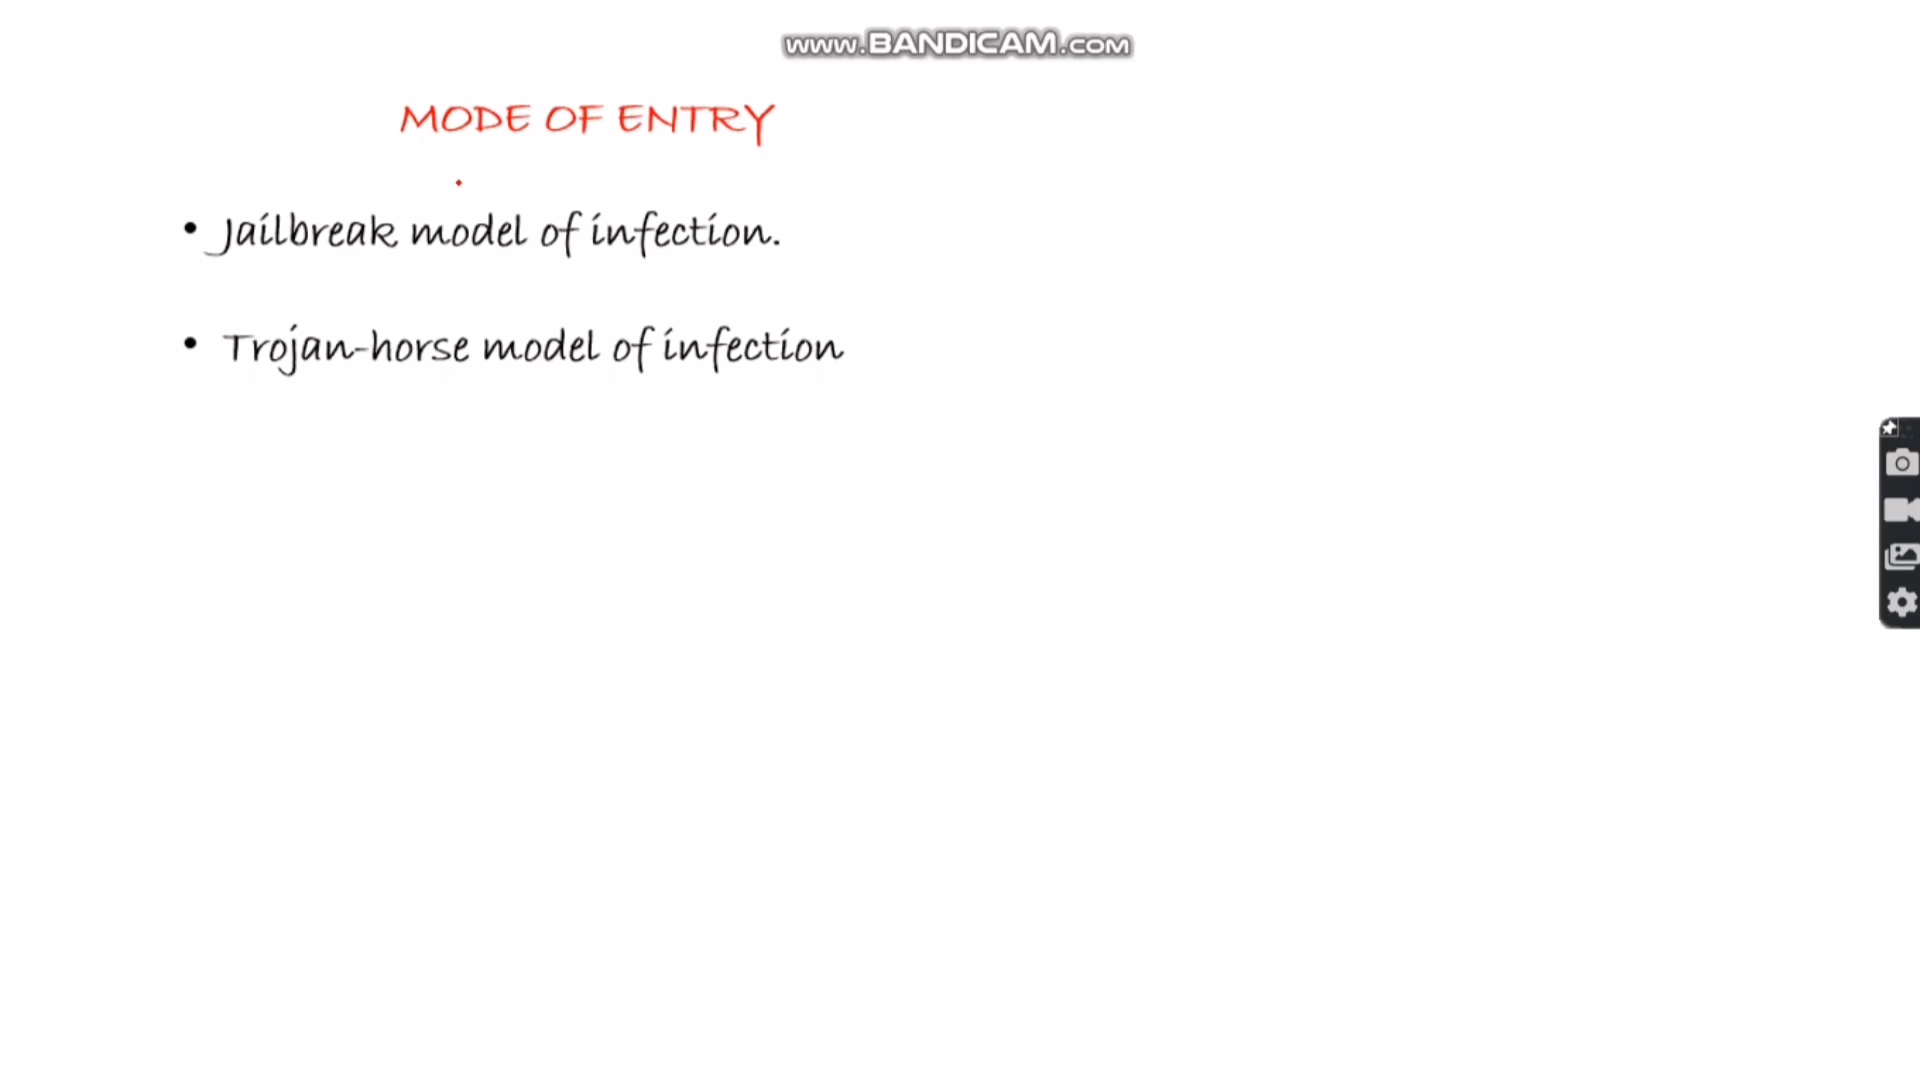 www.BANDICAM.com
MODE OF ENTRY
• Jailbreak model of infection.
• Trojan-horse model of infection